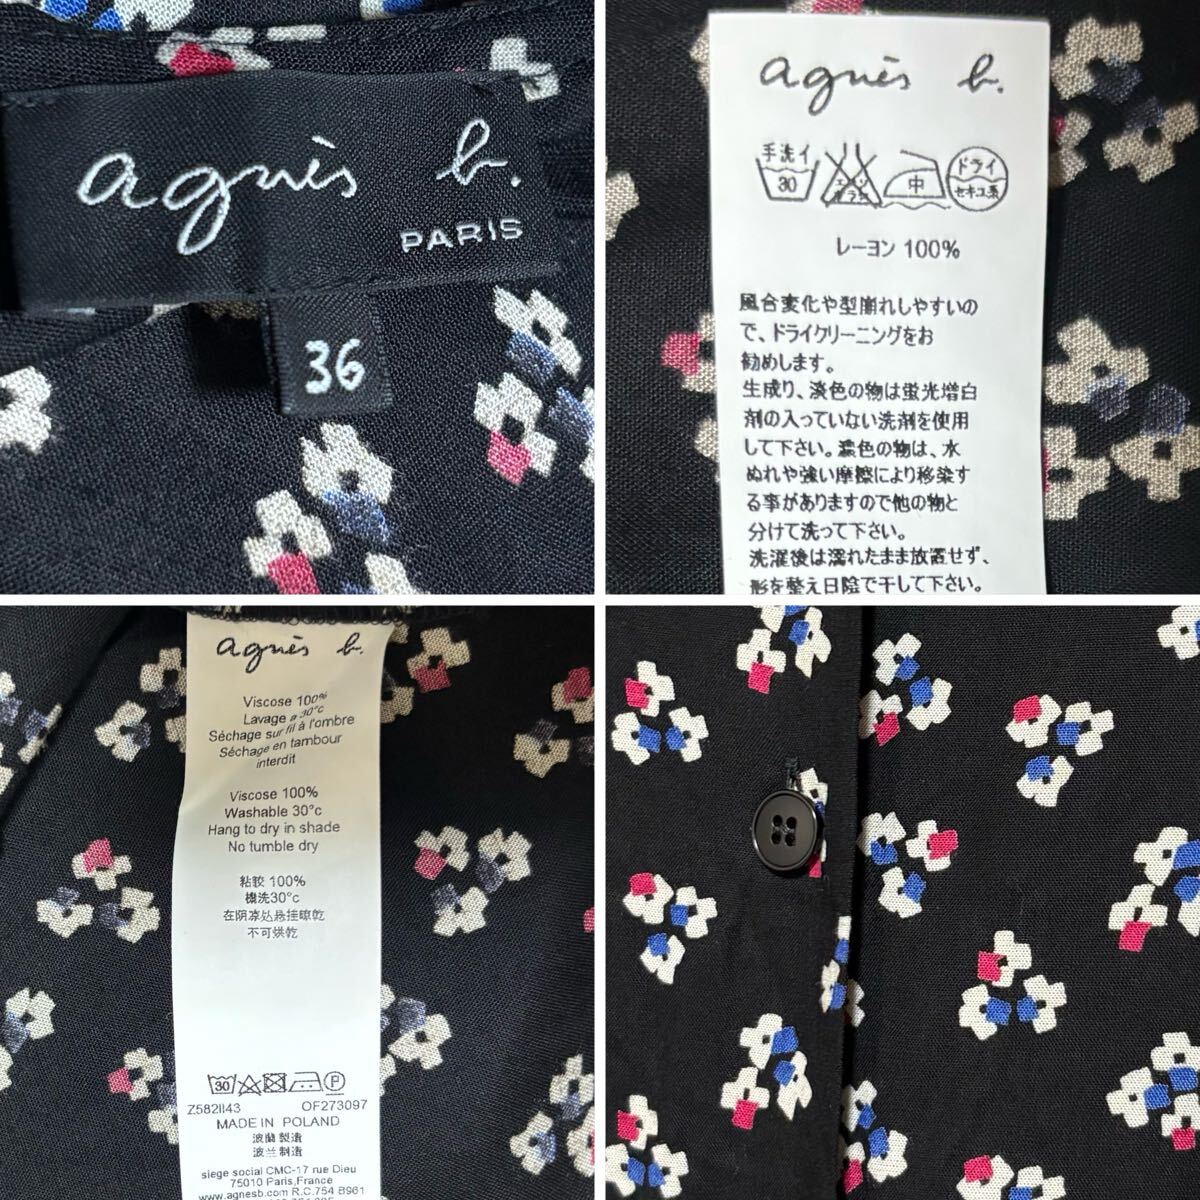 agnès b.
PARIS
36
agnès b.
手洗イ
30
エンソ
サラシ
中
ドライ
セキユ系
レーヨン 100%
風合変化や型崩れしやすいの
で、ドライクリーニングをお
勧めします。
生成り、淡色の物は蛍光増白
剤の入っていない洗剤を使用
して下さい。濃色の物は、水
ぬれや強い摩擦により移染す
る事がありますので他の物と
分けて洗って下さい。
洗濯後は濡れたまま放置せず、
形を整え日陰で干して下さい。
agnès b.
Viscose 100%
Lavage a 30°c
Séchage sur fil à l'ombre
Séchage en tambour
interdit
Viscose 100%
Washable 30°c
Hang to dry in shade
No tumble dry
粘胶 100%
機洗30°c
在阴凉处悬挂晾乾
不可烘乾
30
P
Z582II43 OF273097
MADE IN POLAND
波蘭製造
波兰制造
siege social CMC-17 rue Dieu
75010 Paris,France
www.agnesb.com R.C.754 B961